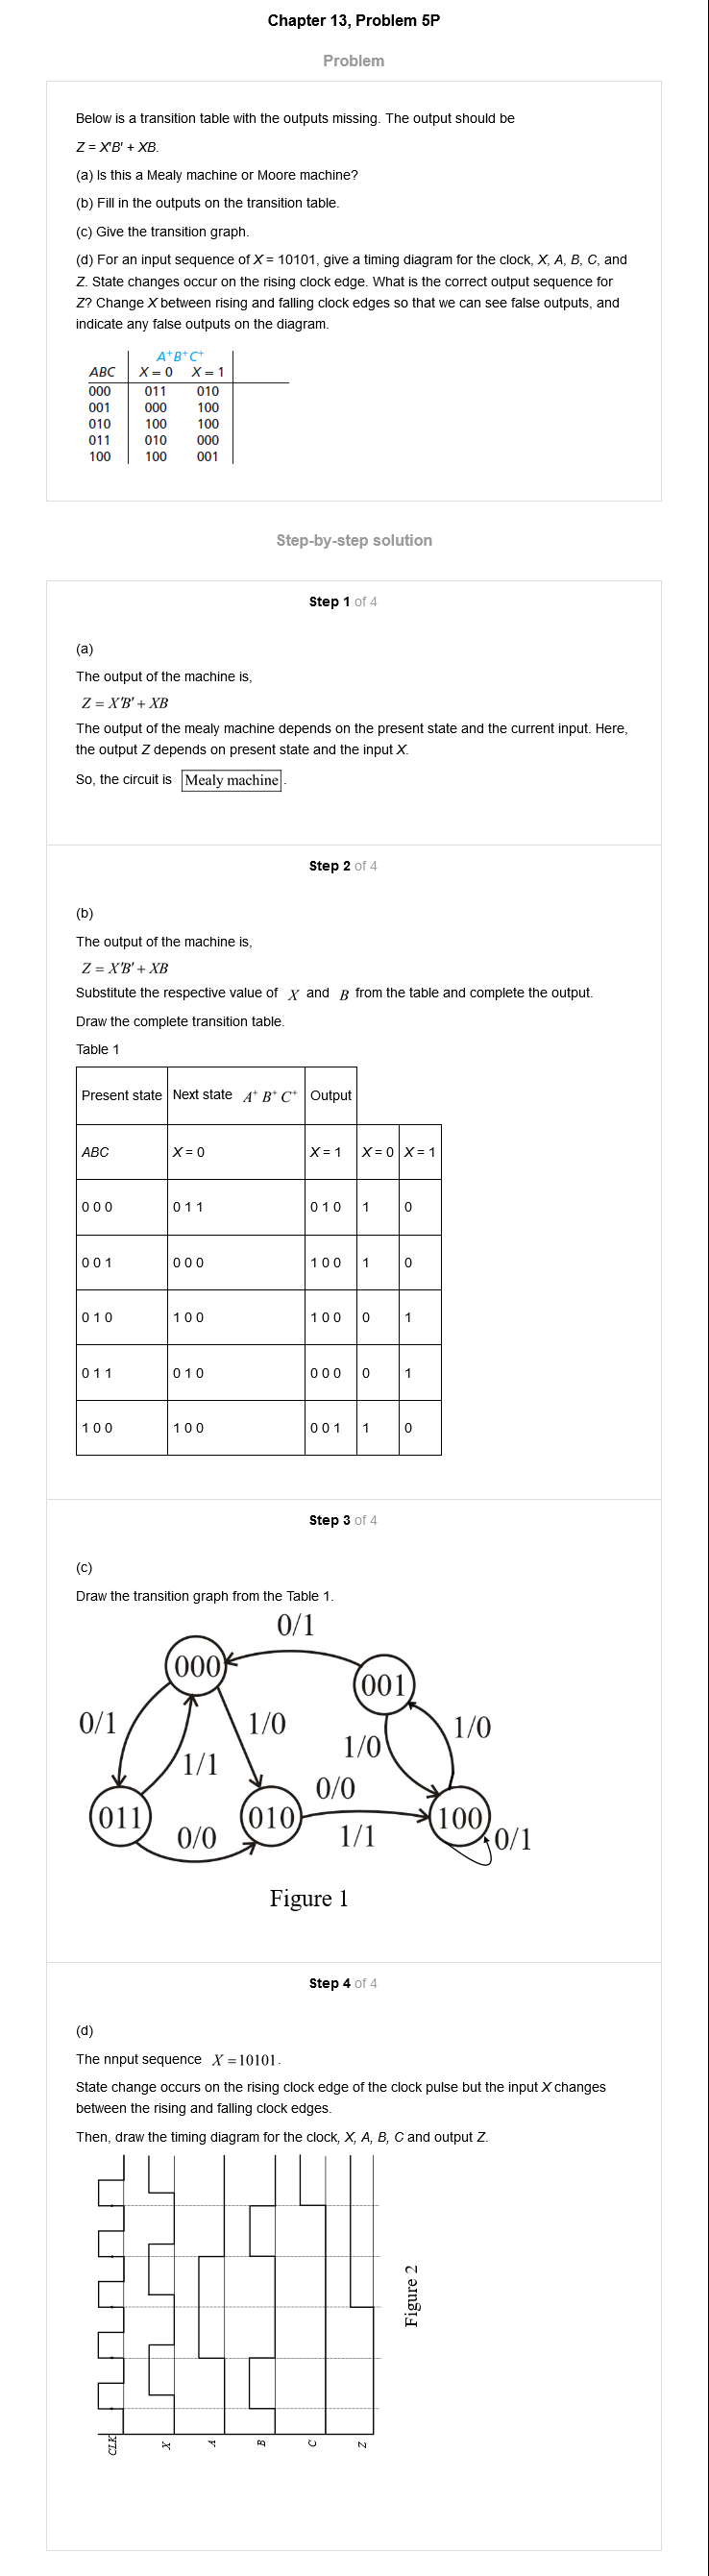 Chapter 13, Problem 5P
Problem
Below is a transition table with the outputs missing. The output should be
Z = X'B' + XB.
(a) Is this a Mealy machine or Moore machine?
(b) Fill in the outputs on the transition table.
(c) Give the transition graph.
(d) For an input sequence of X = 10101, give a timing diagram for the clock, X, A, B, C, and
Z. State changes occur on the rising clock edge. What is the correct output sequence for
Z? Change X between rising and falling clock edges so that we can see false outputs, and
indicate any false outputs on the diagram.
A⁺B⁺C⁺
ABC X = 0 X = 1
000 011 010
001 000 100
010 100 100
011 010 000
100 100 001
Step-by-step solution
Step 1 of 4
(a)
The output of the machine is,
Z = X'B' + XB
The output of the mealy machine depends on the present state and the current input. Here,
the output Z depends on present state and the input X.
So, the circuit is Mealy machine.
Step 2 of 4
(b)
The output of the machine is,
Z = X'B' + XB
Substitute the respective value of X and B from the table and complete the output.
Draw the complete transition table.
Table 1
Present state Next state A⁺ B⁺ C⁺ Output
ABC X = 0 X = 1 X = 0 X = 1
0 0 0 0 1 1 0 1 0 1 0
0 0 1 0 0 0 1 0 0 1 0
0 1 0 1 0 0 1 0 0 0 1
0 1 1 0 1 0 0 0 0 0 1
1 0 0 1 0 0 0 0 1 1 0
Step 3 of 4
(c)
Draw the transition graph from the Table 1.
0/1
000
001
0/1 1/0 1/0
1/0
1/1
0/0
011 010 100
0/0 1/1 0/1
Figure 1
Step 4 of 4
(d)
The nnput sequence X = 10101.
State change occurs on the rising clock edge of the clock pulse but the input X changes
between the rising and falling clock edges.
Then, draw the timing diagram for the clock, X, A, B, C and output Z.
Figure 2
CLK X A B C Z